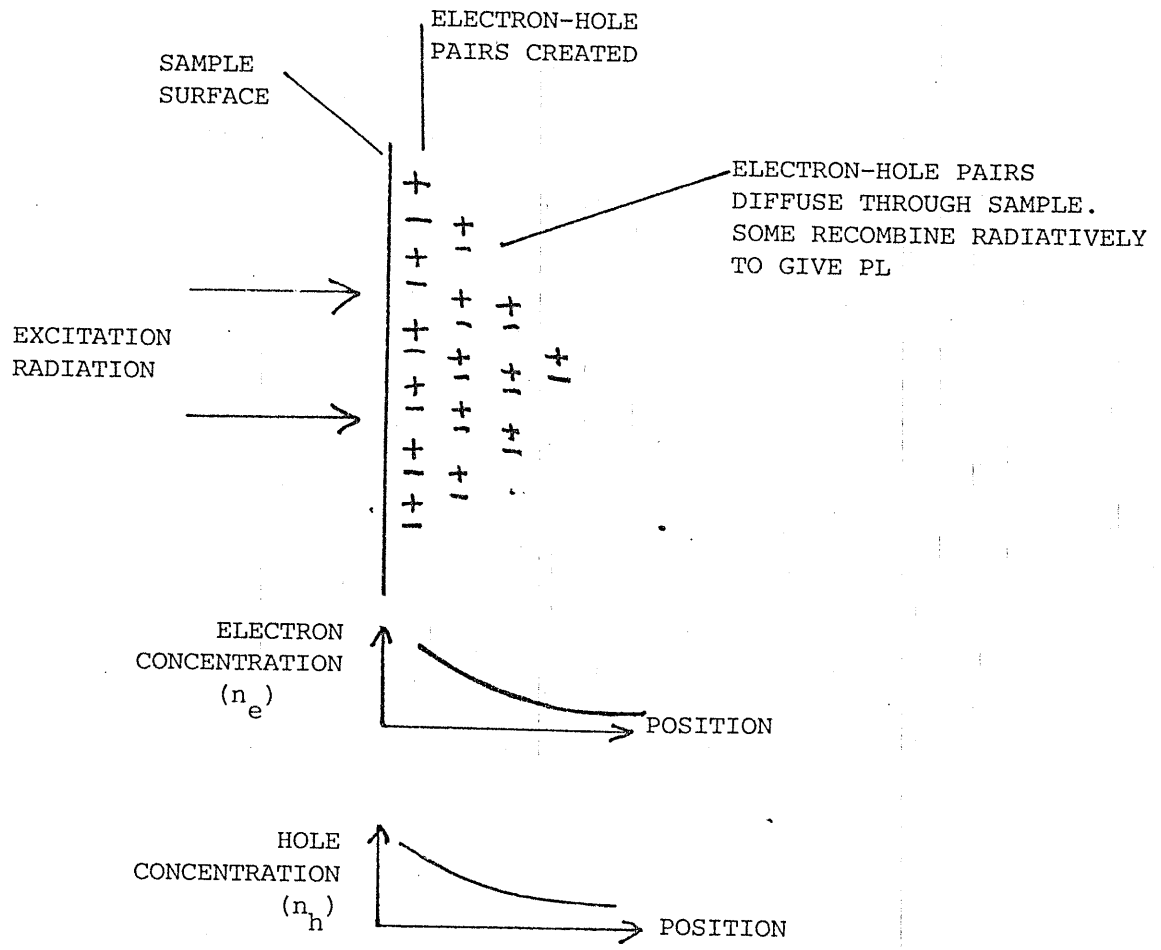 ELECTRON-HOLE
PAIRS CREATED
SAMPLE
SURFACE
ELECTRON-HOLE PAIRS
DIFFUSE THROUGH SAMPLE.
SOME RECOMBINE RADIATIVELY
TO GIVE PL
EXCITATION
RADIATION
ELECTRON
CONCENTRATION
(n_e)
POSITION
HOLE
CONCENTRATION
(n_h)
POSITION